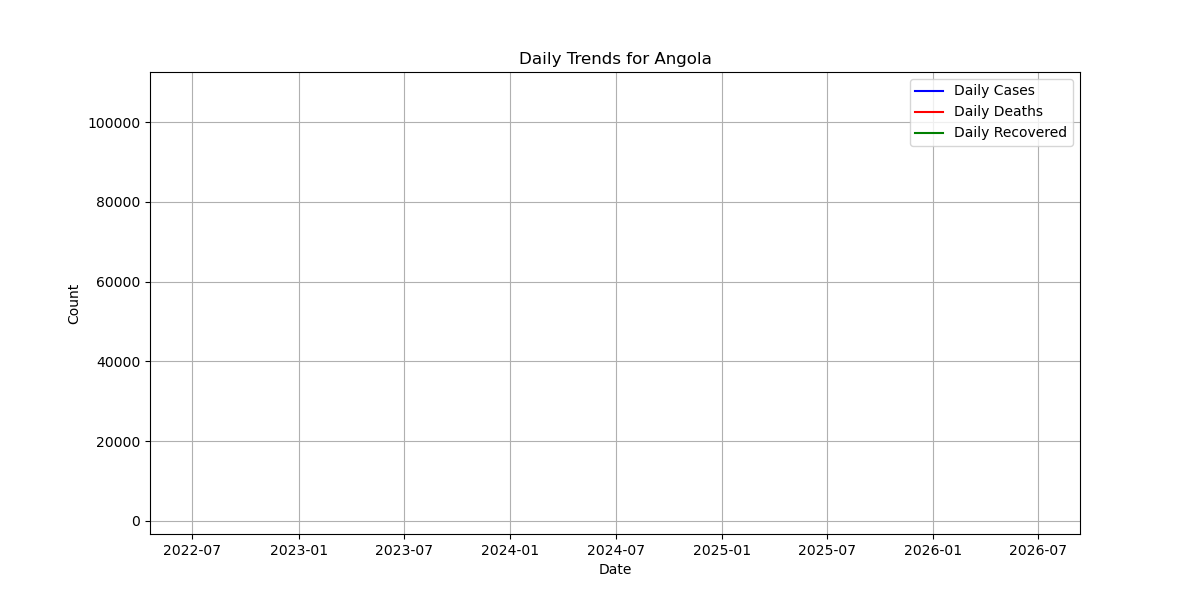 Daily Trends for Angola
Daily Cases
Daily Deaths
Daily Recovered
100000
80000
60000
40000
20000
0
Count
2022-07 2023-01 2023-07 2024-01 2024-07 2025-01 2025-07 2026-01 2026-07
Date